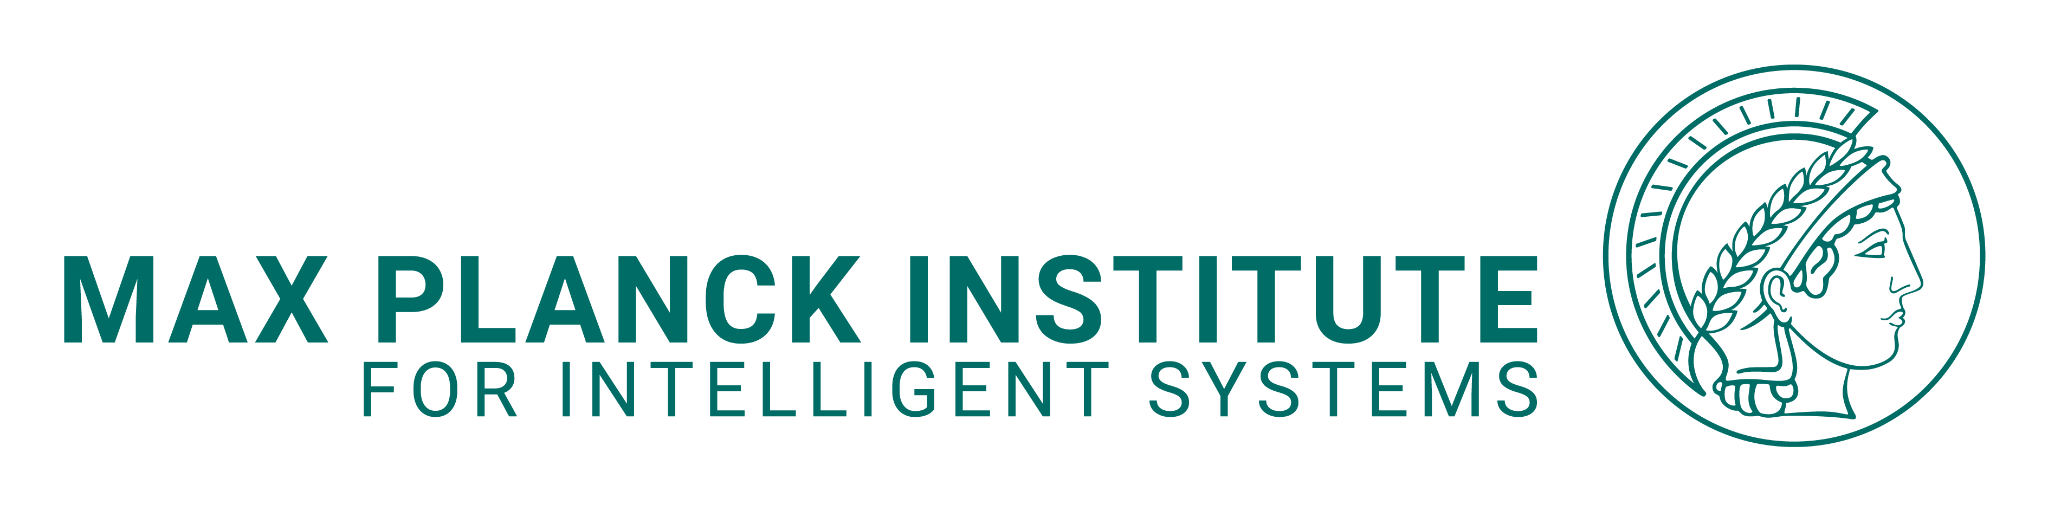 MAX PLANCK INSTITUTE
FOR INTELLIGENT SYSTEMS